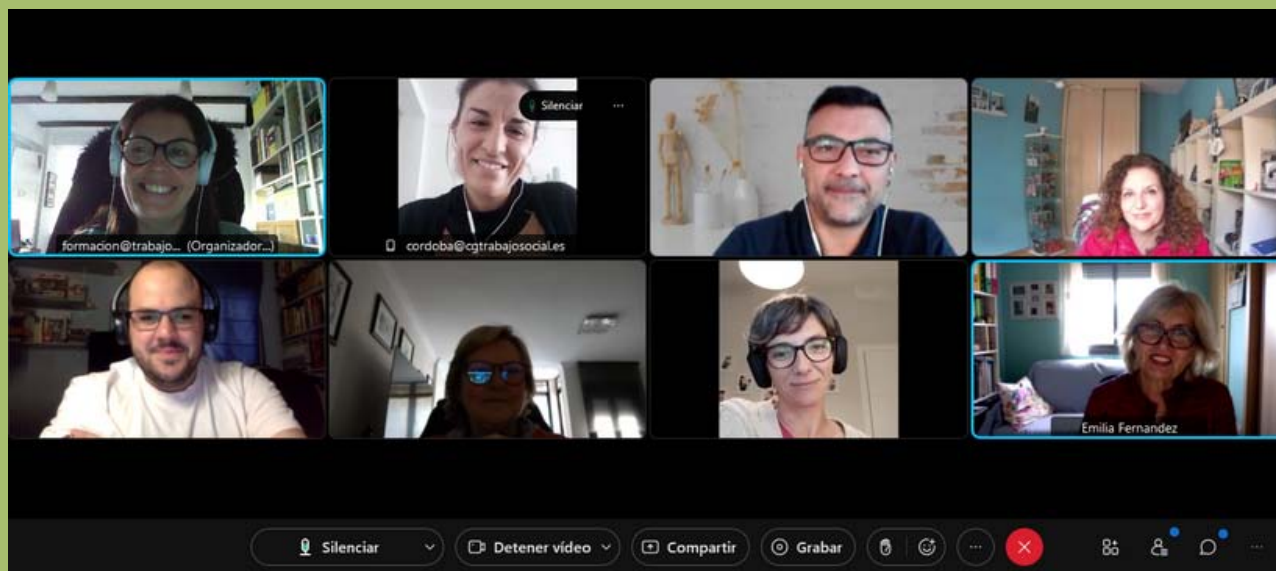 Silenciar ...
formacion@trabajo... (Organizador...)
cordoba@cgtrabajosocial.es
Emilia Fernandez
Silenciar
Detener vídeo
Compartir
Grabar